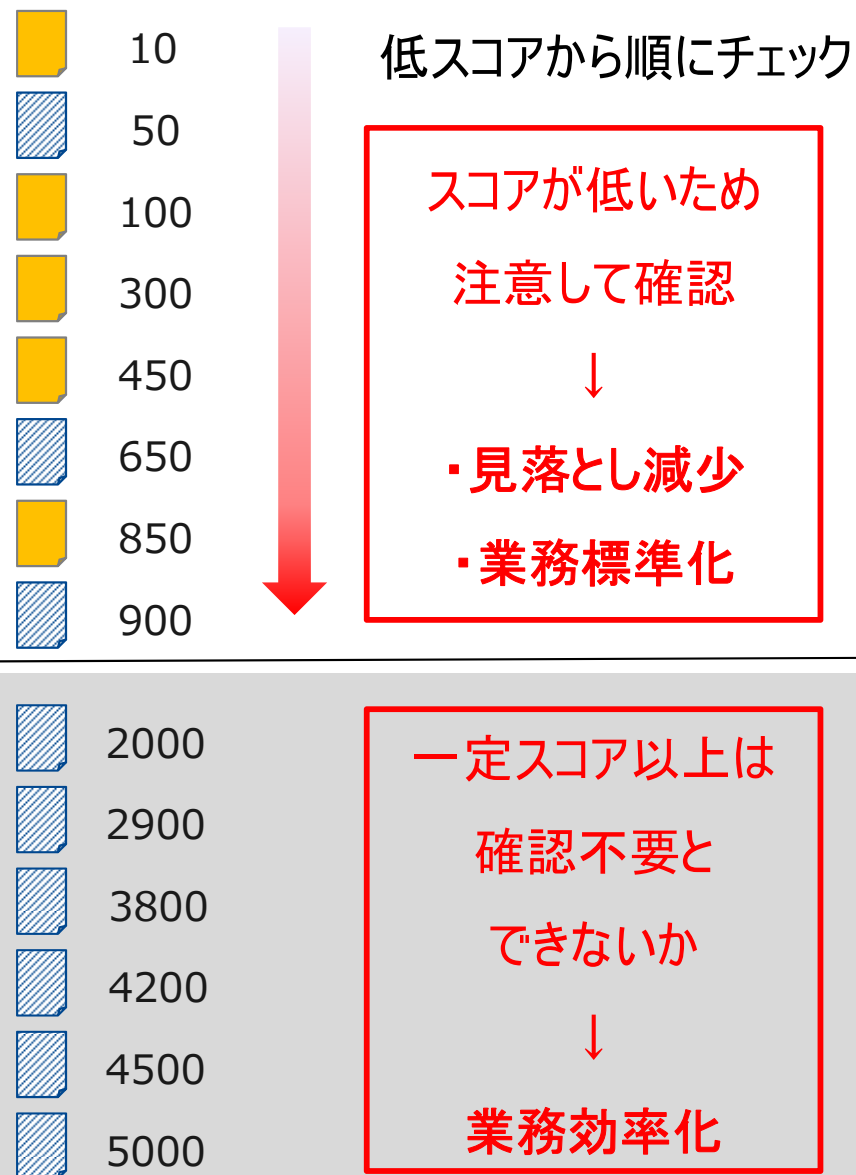 低スコアから順にチェック
10
50
100
300
450
650
850
900
スコアが低いため
注意して確認
↓
・見落とし減少
・業務標準化
2000
2900
3800
4200
4500
5000
一定スコア以上は
確認不要と
できないか
↓
業務効率化